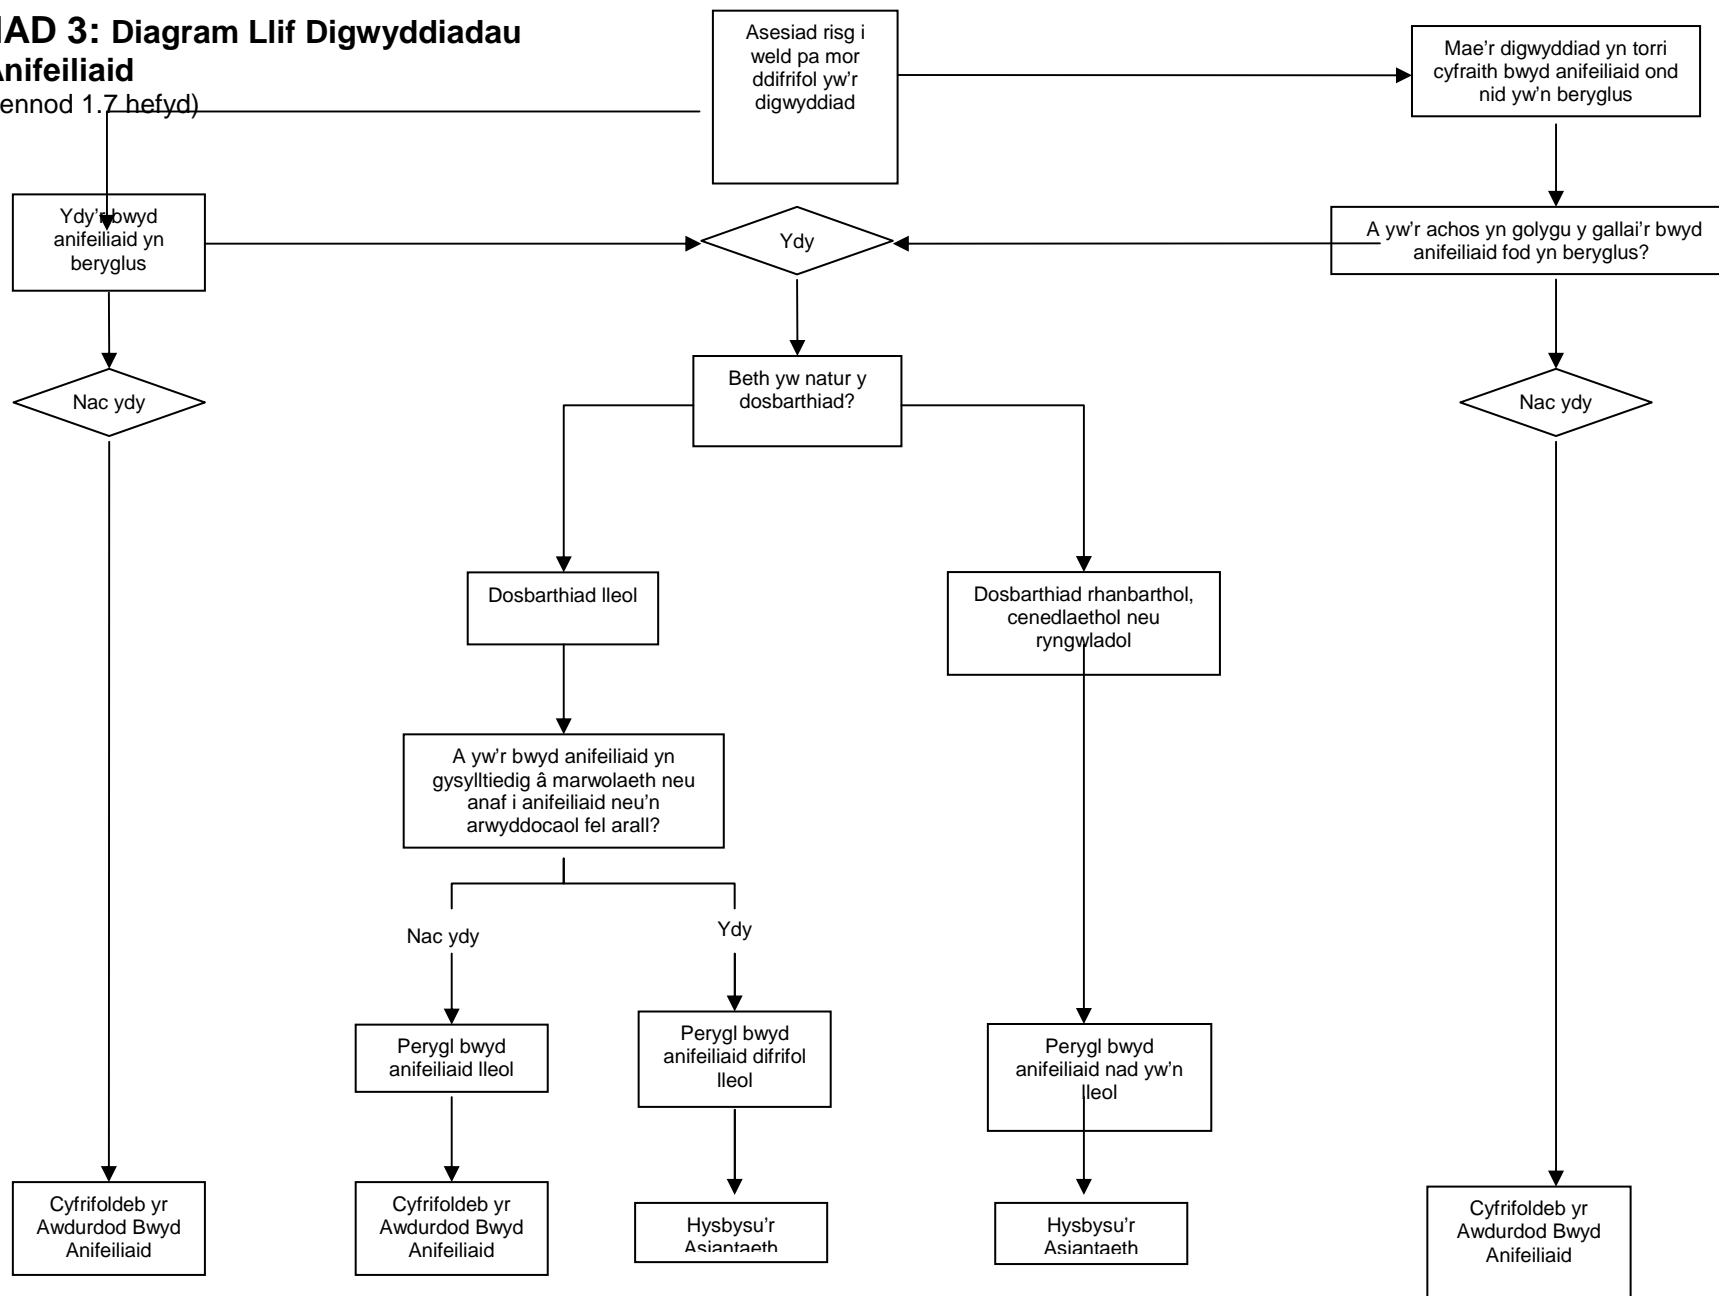 IAD 3: Diagram Llif Digwyddiadau
Anifeiliaid
ennod 1.7 hefyd)
Asesiad risg i
weld pa mor
ddifrifol yw'r
digwyddiad
Mae'r digwyddiad yn torri
cyfraith bwyd anifeiliaid ond
nid yw'n beryglus
Ydy'r bwyd
anifeiliaid yn
beryglus
Ydy
A yw'r achos yn golygu y gallai'r bwyd
anifeiliaid fod yn beryglus?
Nac ydy
Beth yw natur y
dosbarthiad?
Nac ydy
Dosbarthiad lleol
Dosbarthiad rhanbarthol,
cenedlaethol neu
ryngwladol
A yw'r bwyd anifeiliaid yn
gysylltiedig â marwolaeth neu
anaf i anifeiliaid neu'n
arwyddocaol fel arall?
Nac ydy
Ydy
Perygl bwyd
anifeiliaid lleol
Perygl bwyd
anifeiliaid difrifol
lleol
Perygl bwyd
anifeiliaid nad yw'n
lleol
Cyfrifoldeb yr
Awdurdod Bwyd
Anifeiliaid
Cyfrifoldeb yr
Awdurdod Bwyd
Anifeiliaid
Hysbysu'r
Asiantaeth
Hysbysu'r
Asiantaeth
Cyfrifoldeb yr
Awdurdod Bwyd
Anifeiliaid